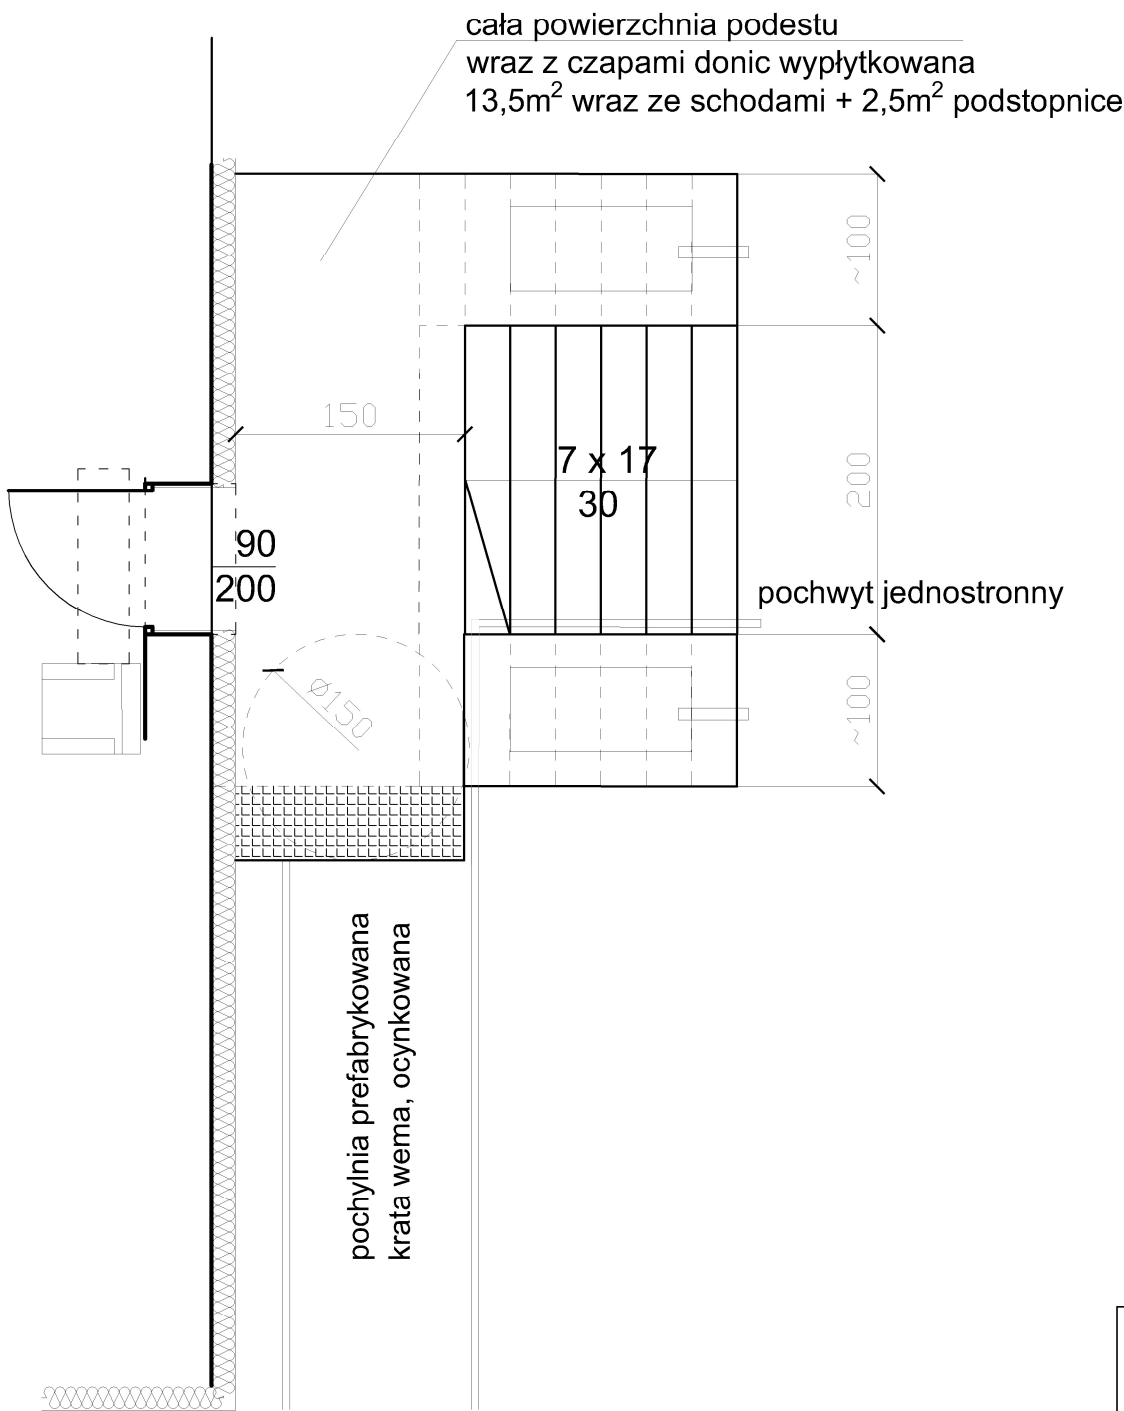 cała powierzchnia podestu
wraz z czapami donic wypłytkowana
13,5m² wraz ze schodami + 2,5m² podstopnice
~100
150
7 x 17
30
200
90
200
pochwyt jednostronny
Ø150
~100
pochylnia prefabrykowana
krata wema, ocynkowana